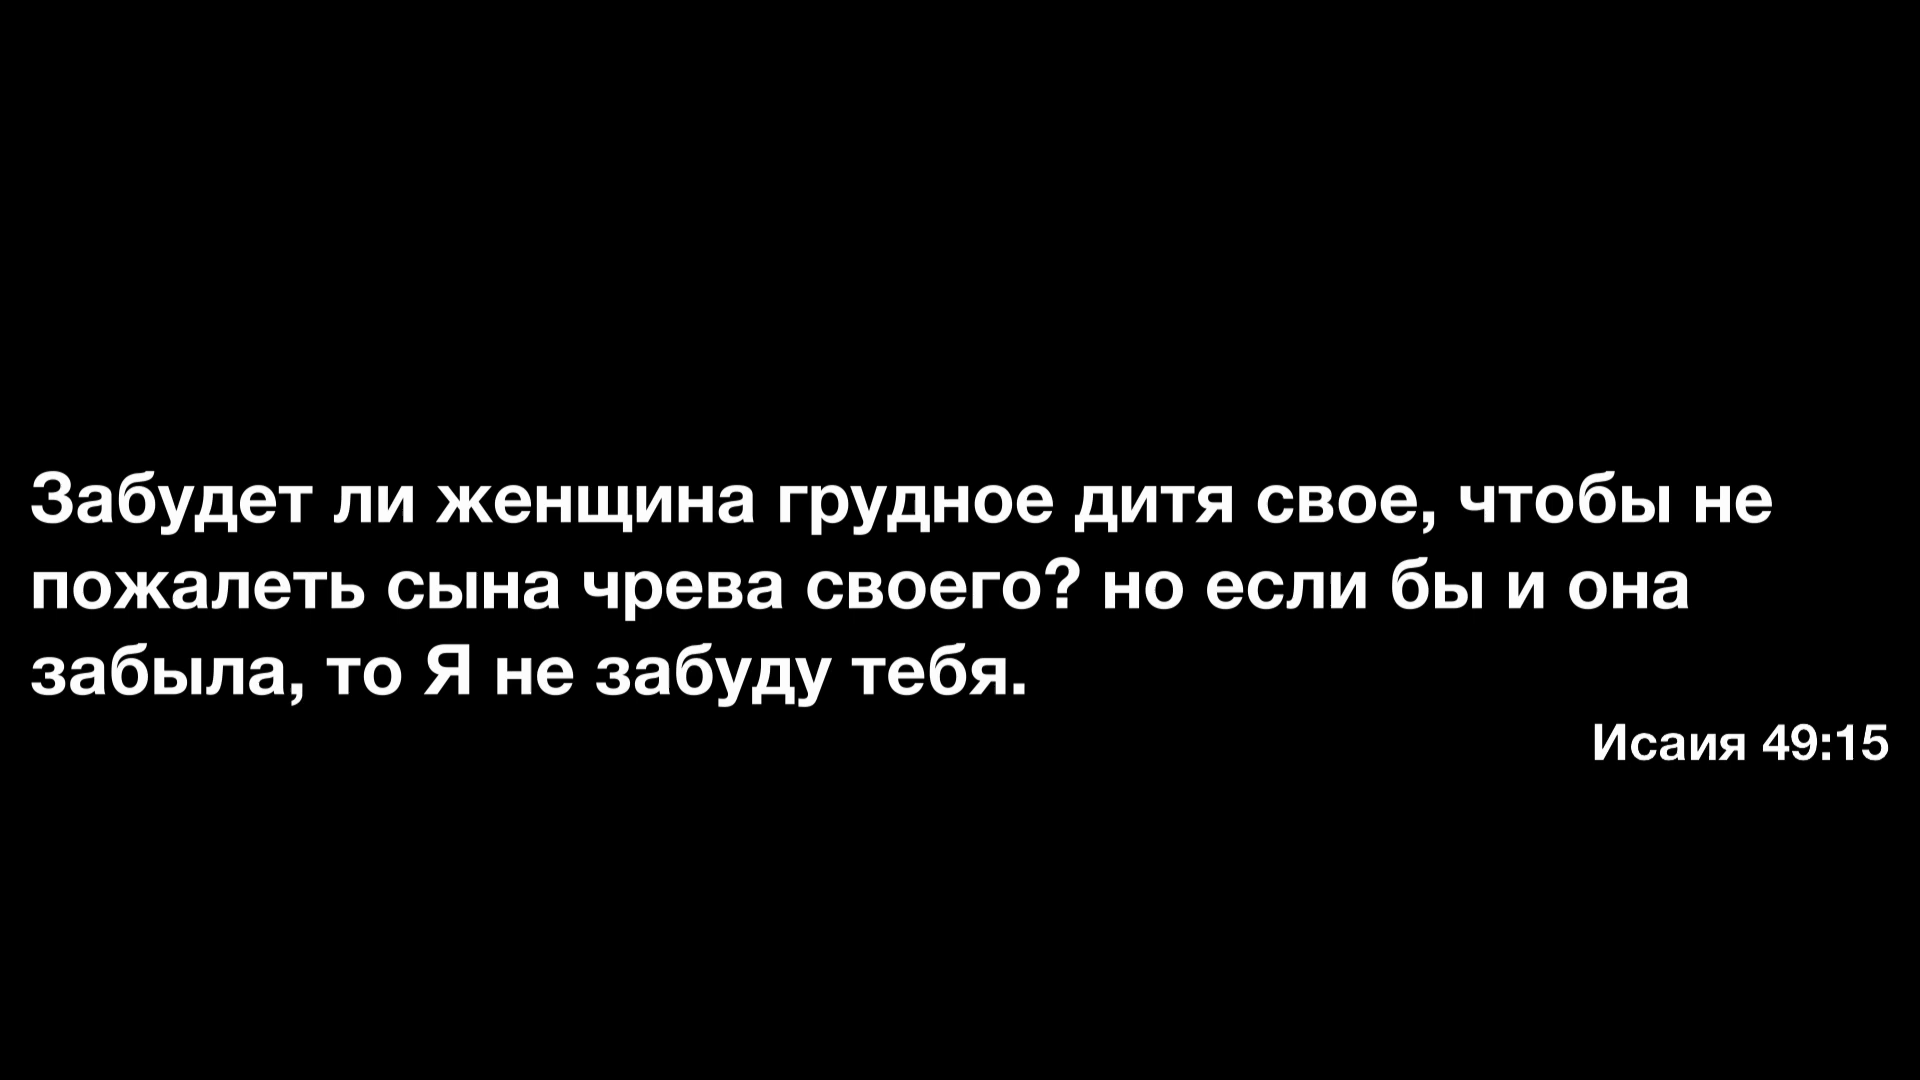 Забудет ли женщина грудное дитя свое, чтобы не
пожалеть сына чрева своего? но если бы и она
забыла, то Я не забуду тебя.
Исаия 49:15